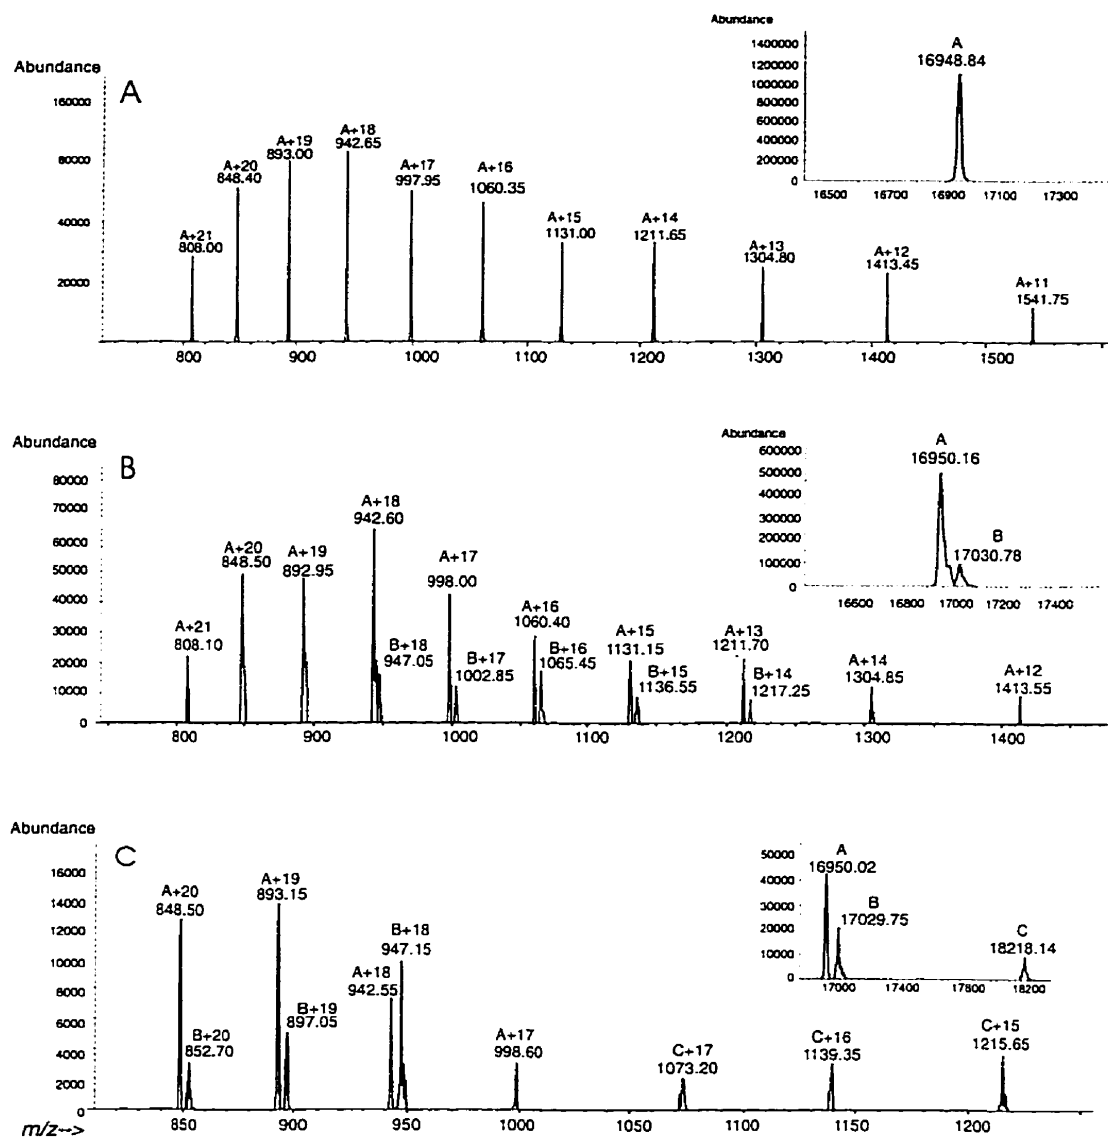 Abundance
A
A+21
808.00
A+20
848.40
A+19
893.00
A+18
942.65
A+17
997.95
A+16
1060.35
A+15
1131.00
A+14
1211.65
A+13
1304.80
A+12
1413.45
A+11
1541.75
160000
80000
40000
20000
800 900 1000 1100 1200 1300 1400 1500
Abundance
A
16948.84
1400000
1200000
1000000
800000
600000
400000
200000
0
16500 16700 16900 17100 17300
Abundance
B
A+21
808.10
A+20
848.50
A+19
892.95
A+18
942.60
B+18
947.05
A+17
998.00
B+17
1002.85
A+16
1060.40
B+16
1065.45
A+15
1131.15
B+15
1136.55
A+13
1211.70
B+14
1217.25
A+14
1304.85
A+12
1413.55
80000
70000
60000
50000
40000
30000
20000
10000
0
800 900 1000 1100 1200 1300 1400
Abundance
A
16950.16
B
17030.78
600000
500000
400000
300000
200000
100000
0
16600 16800 17000 17200 17400
Abundance
C
A+20
848.50
B+20
852.70
A+19
893.15
B+19
897.05
A+18
942.55
B+18
947.15
A+17
998.60
C+17
1073.20
C+16
1139.35
C+15
1215.65
16000
14000
12000
10000
8000
6000
4000
2000
0
850 900 950 1000 1050 1100 1150 1200
m/z-->
A
16950.02
B
17029.75
C
18218.14
50000
40000
30000
20000
10000
0
17000 17400 17800 18200